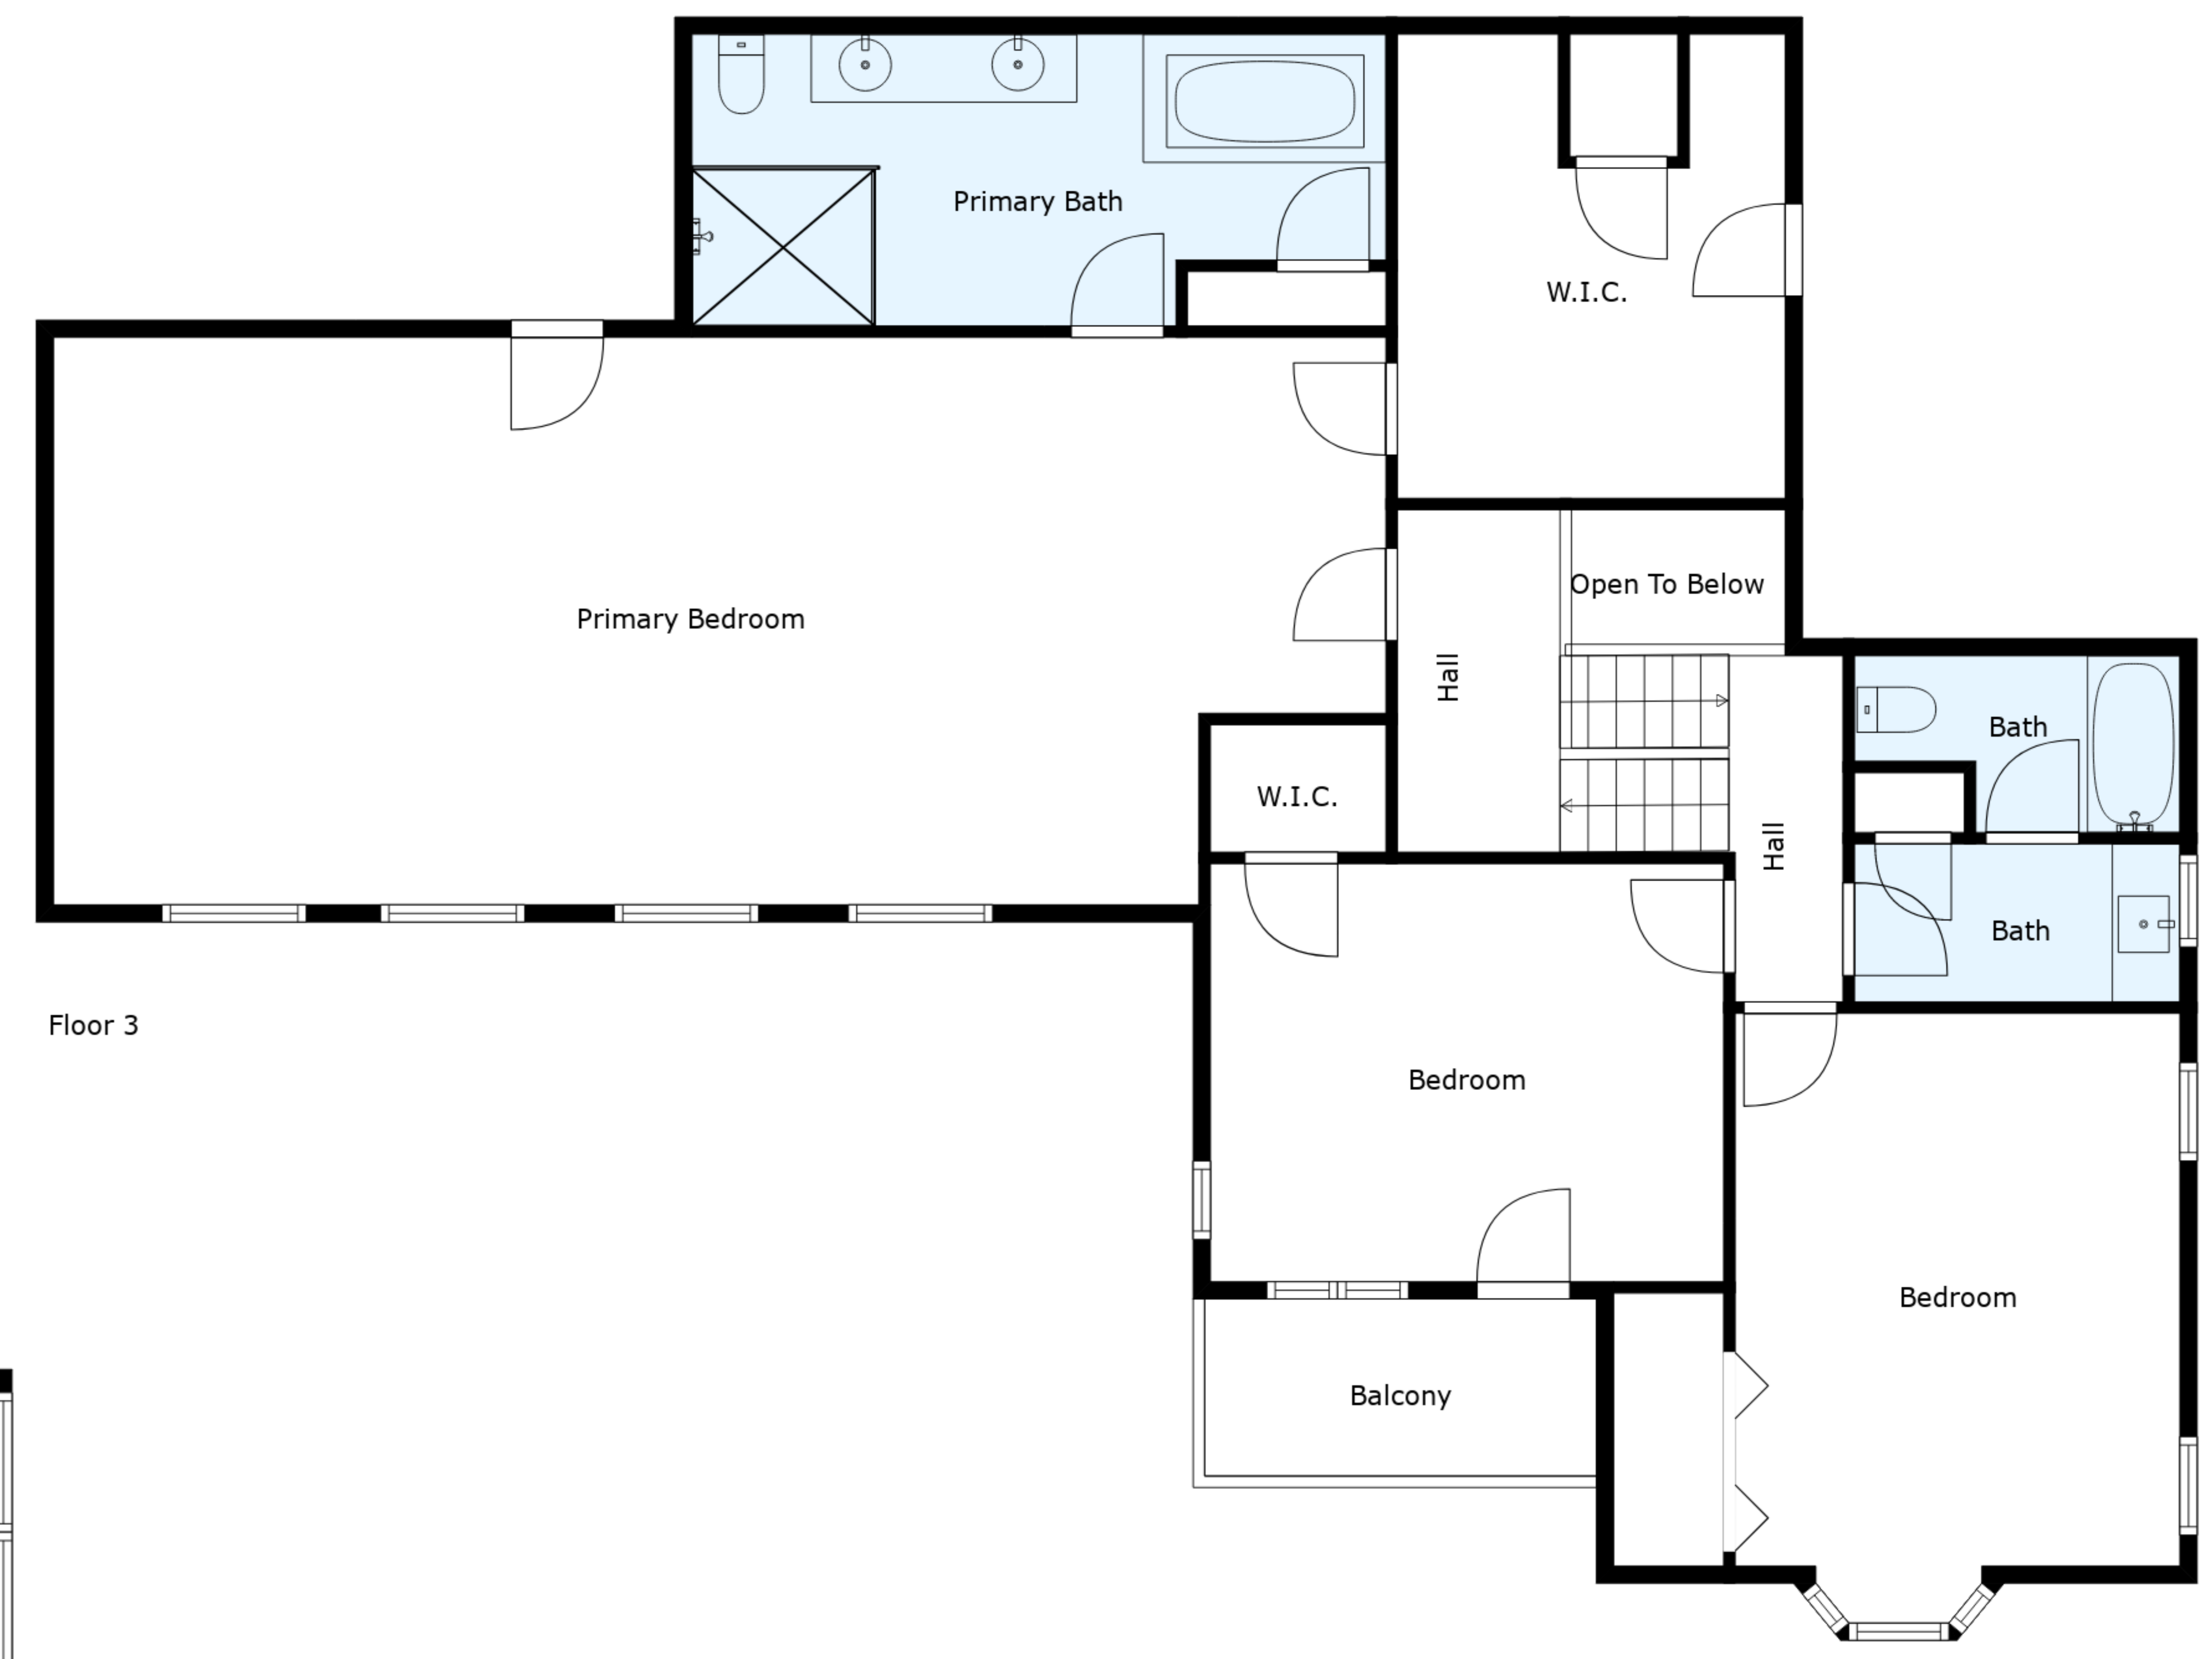 Primary Bath
W.I.C.
Open To Below
Primary Bedroom
Hall
Bath
W.I.C.
Hall
Bath
Floor 3
Bedroom
Bedroom
Balcony